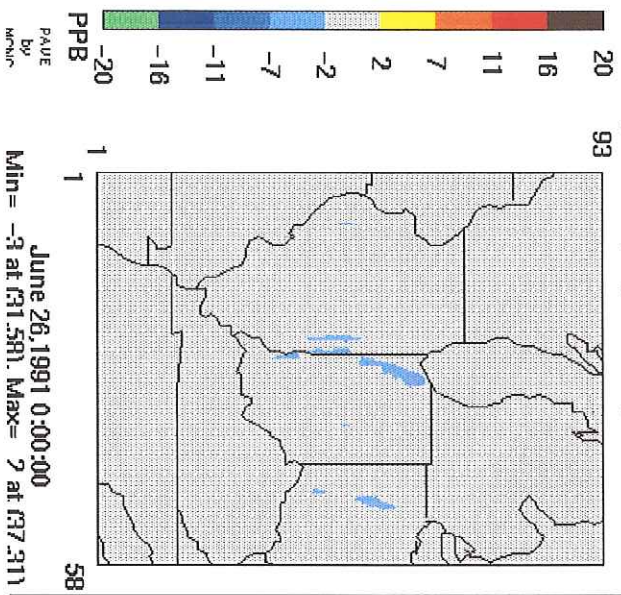 20
16
11
7
2
-2
-7
-11
-16
-20
PPB
PAVE
by
MCNC
93
1
1
58
June 26,1991 0:00:00
Min= -3 at (31,58), Max= 2 at (37,31)